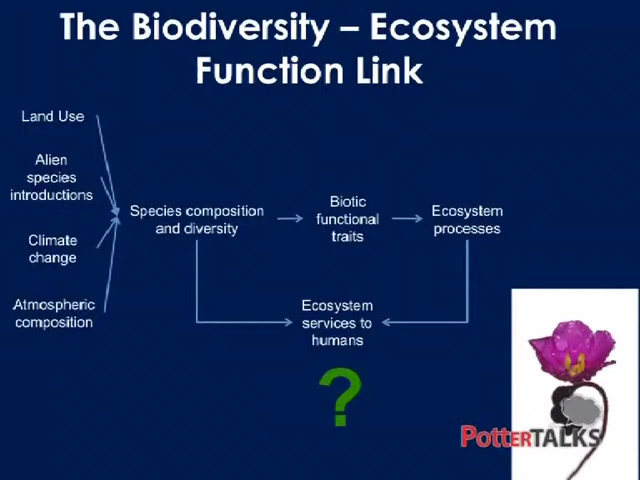 The Biodiversity – Ecosystem
Function Link
Land Use
Alien
species
introductions
Climate
change
Atmospheric
composition
Species composition
and diversity
Biotic
functional
traits
Ecosystem
processes
Ecosystem
services to
humans
?
POTTERTALKS